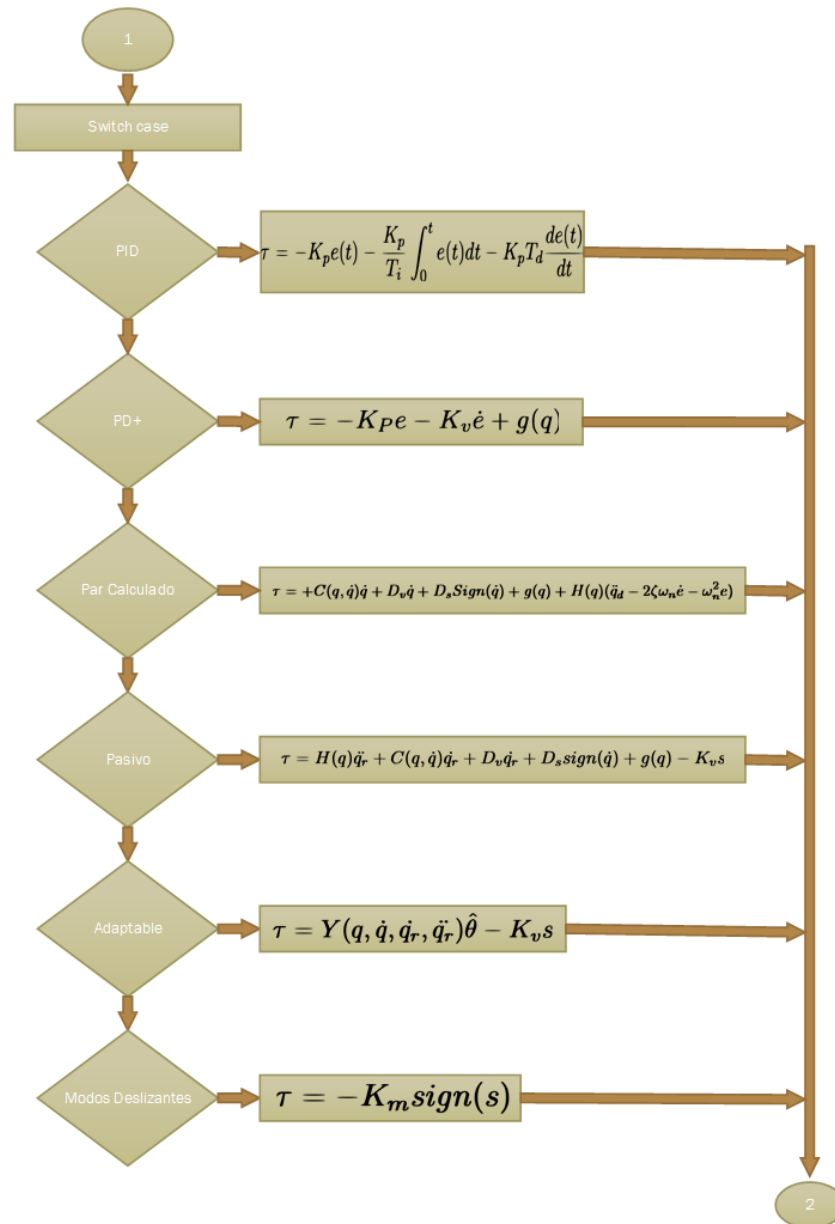 1
Switch case
PID
τ = −K_p e(t) − \frac{K_p}{T_i} ∫_0^t e(t)dt − K_p T_d \frac{de(t)}{dt}
PD+
τ = −K_P e − K_v ė + g(q)
Par Calculado
τ = +C(q, q̇)q̇ + D_v q̇ + D_s Sign(q̇) + g(q) + H(q)(q̈_d − 2ζω_n ė − ω_n^2 e)
Pasivo
τ = H(q)q̈_r + C(q, q̇)q̇_r + D_v q̇_r + D_s sign(q̇) + g(q) − K_v s
Adaptable
τ = Y(q, q̇, q̇_r, q̈_r)θ̂ − K_v s
Modos Deslizantes
τ = −K_m sign(s)
2